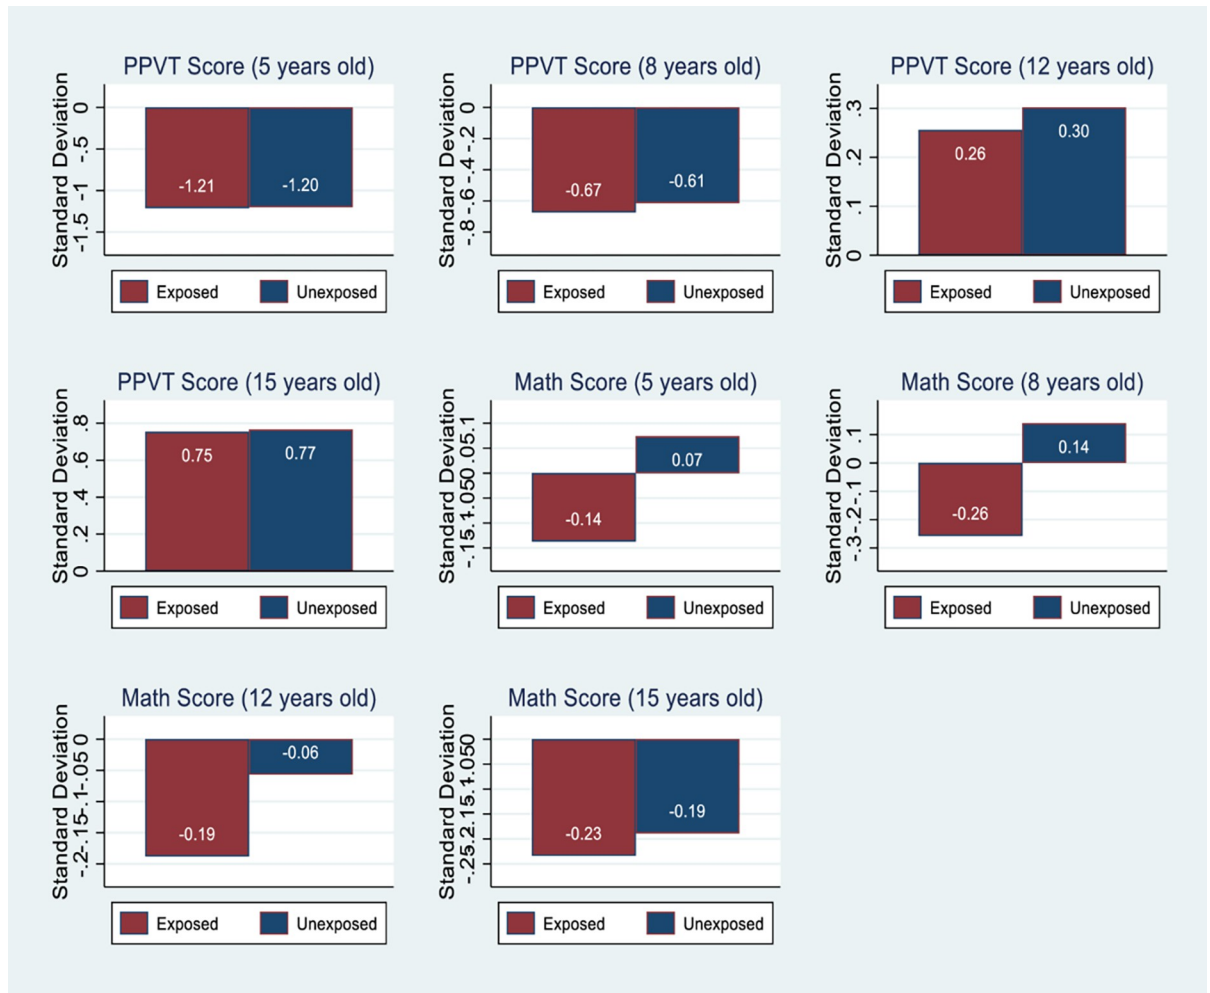 PPVT Score (5 years old)
Standard Deviation
0
-.5
-1
-1.5
-1.21
-1.20
Exposed
Unexposed
PPVT Score (8 years old)
Standard Deviation
0
-.2
-.4
-.6
-.8
-0.67
-0.61
Exposed
Unexposed
PPVT Score (12 years old)
Standard Deviation
.3
.2
.1
0
0.26
0.30
Exposed
Unexposed
PPVT Score (15 years old)
Standard Deviation
.8
.6
.4
.2
0
0.75
0.77
Exposed
Unexposed
Math Score (5 years old)
Standard Deviation
.1
.05
0
-.05
-.1
-.15
-0.14
0.07
Exposed
Unexposed
Math Score (8 years old)
Standard Deviation
.1
0
-.1
-.2
-.3
-0.26
0.14
Exposed
Unexposed
Math Score (12 years old)
Standard Deviation
0
-.05
-.1
-.15
-.2
-0.19
-0.06
Exposed
Unexposed
Math Score (15 years old)
Standard Deviation
0
-.05
-.1
-.15
-.2
-.25
-0.23
-0.19
Exposed
Unexposed